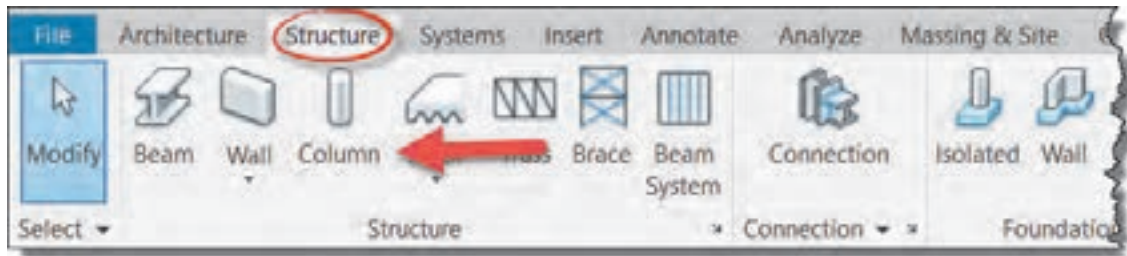 File Architecture Structure Systems Insert Annotate Analyze Massing & Site
Modify Beam Wall Column Truss Brace Beam System Connection Isolated Wall
Select Structure Connection